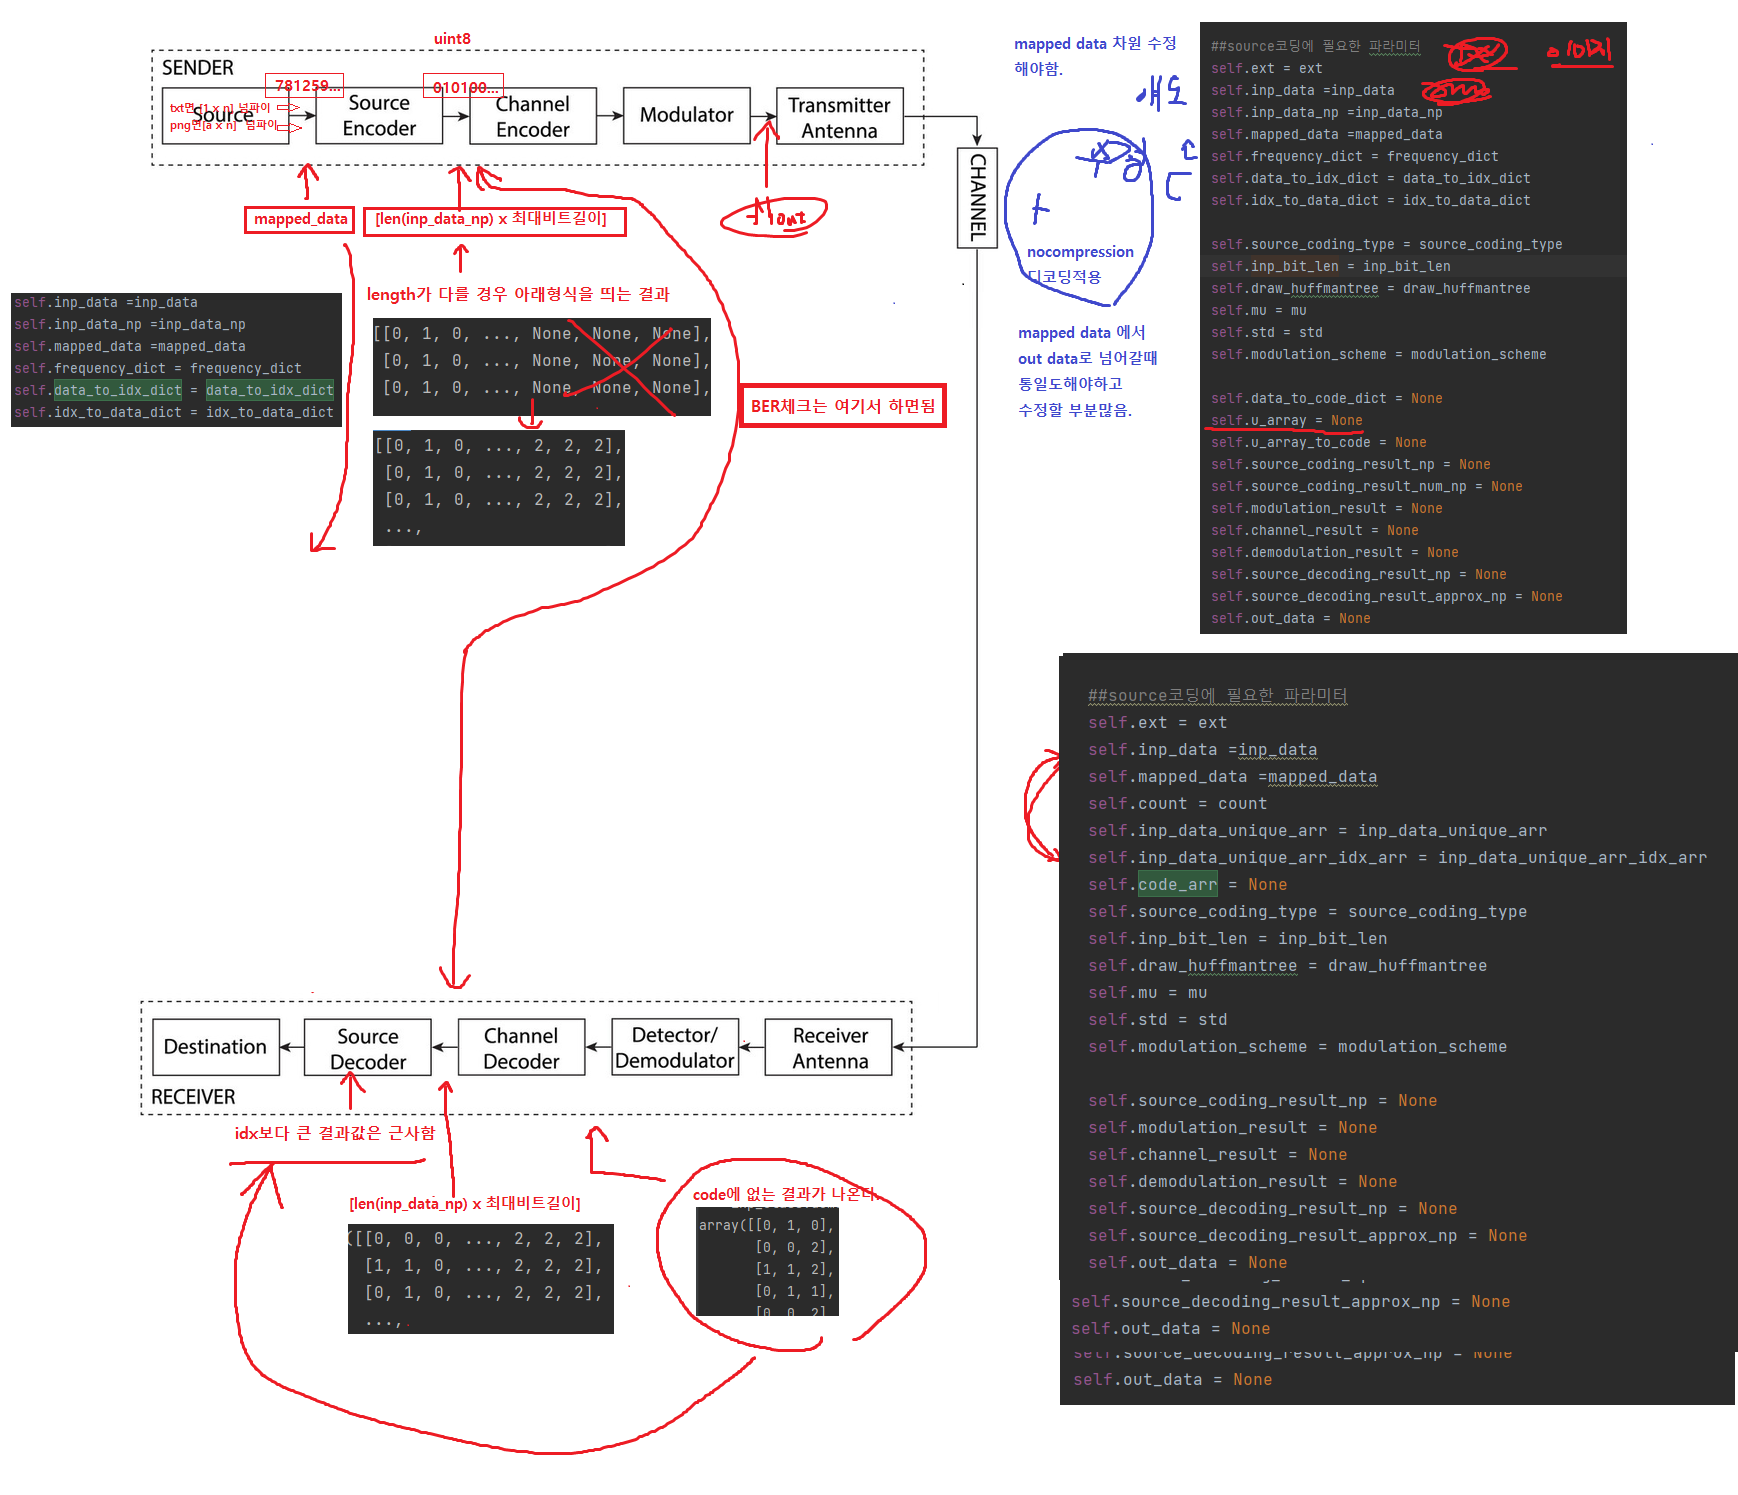 uint8
SENDER
781259...
010100...
txt면 [1 x n] 넘파이
png면[a x n] 넘파이
Source
Source
Encoder
Channel
Encoder
Modulator
Transmitter
Antenna
CHANNEL
mapped_data
[len(inp_data_np) x 최대비트길이]
length가 다를 경우 아래형식을 띄는 결과
self.inp_data =inp_data
self.inp_data_np =inp_data_np
self.mapped_data =mapped_data
self.frequency_dict = frequency_dict
self.data_to_idx_dict = data_to_idx_dict
self.idx_to_data_dict = idx_to_data_dict
[[0, 1, 0, ..., None, None, None],
[0, 1, 0, ..., None, None, None],
[0, 1, 0, ..., None, None, None],
[[0, 1, 0, ..., 2, 2, 2],
[0, 1, 0, ..., 2, 2, 2],
[0, 1, 0, ..., 2, 2, 2],
...,
BER체크는 여기서 하면됨
mapped data 차원 수정
해야함.
nocompression
디코딩적용
mapped data 에서
out data로 넘어갈때
통일도해야하고
수정할 부분많음.
##source코딩에 필요한 파라미터
이미지
self.ext = ext
self.inp_data =inp_data
self.inp_data_np =inp_data_np
self.mapped_data =mapped_data
self.frequency_dict = frequency_dict
self.data_to_idx_dict = data_to_idx_dict
self.idx_to_data_dict = idx_to_data_dict
self.source_coding_type = source_coding_type
self.inp_bit_len = inp_bit_len
self.draw_huffmantree = draw_huffmantree
self.mu = mu
self.std = std
self.modulation_scheme = modulation_scheme
self.data_to_code_dict = None
self.u_array = None
self.u_array_to_code = None
self.source_coding_result_np = None
self.source_coding_result_num_np = None
self.modulation_result = None
self.channel_result = None
self.demodulation_result = None
self.source_decoding_result_np = None
self.source_decoding_result_approx_np = None
self.out_data = None
##source코딩에 필요한 파라미터
self.ext = ext
self.inp_data =inp_data
self.mapped_data =mapped_data
self.count = count
self.inp_data_unique_arr = inp_data_unique_arr
self.inp_data_unique_arr_idx_arr = inp_data_unique_arr_idx_arr
self.code_arr = None
self.source_coding_type = source_coding_type
self.inp_bit_len = inp_bit_len
self.draw_huffmantree = draw_huffmantree
self.mu = mu
self.std = std
self.modulation_scheme = modulation_scheme
self.source_coding_result_np = None
self.modulation_result = None
self.channel_result = None
self.demodulation_result = None
self.source_decoding_result_np = None
self.source_decoding_result_approx_np = None
self.out_data = None
self.source_decoding_result_approx_np = None
self.out_data = None
self.source_decoding_result_approx_np = None
self.out_data = None
Destination
Source
Decoder
Channel
Decoder
Detector/
Demodulator
Receiver
Antenna
RECEIVER
idx보다 큰 결과값은 근사함
[len(inp_data_np) x 최대비트길이]
([[0, 0, 0, ..., 2, 2, 2],
[1, 1, 0, ..., 2, 2, 2],
[0, 1, 0, ..., 2, 2, 2],
...,
code에 없는 결과가 나온다.
array([[0, 1, 0],
[0, 0, 2],
[1, 1, 2],
[0, 1, 1],
[0, 0, 2]